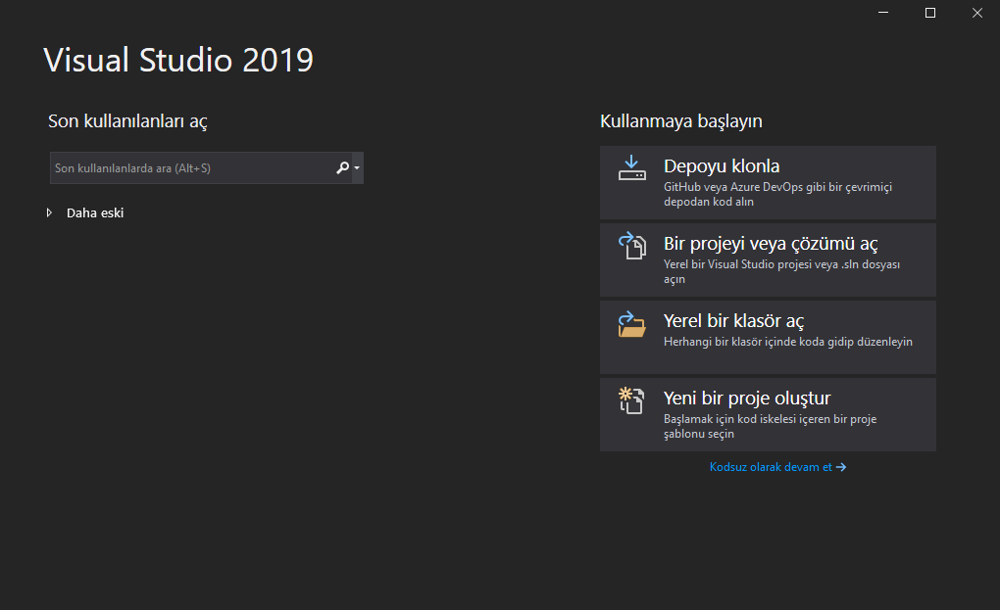 Visual Studio 2019
Son kullanılanları aç
Son kullanılanlarda ara (Alt+S)
Daha eski
Kullanmaya başlayın
Depoyu klonla
GitHub veya Azure DevOps gibi bir çevrimiçi
depodan kod alın
Bir projeyi veya çözümü aç
Yerel bir Visual Studio projesi veya .sln dosyası
açın
Yerel bir klasör aç
Herhangi bir klasör içinde koda gidip düzenleyin
Yeni bir proje oluştur
Başlamak için kod iskelesi içeren bir proje
şablonu seçin
Kodsuz olarak devam et